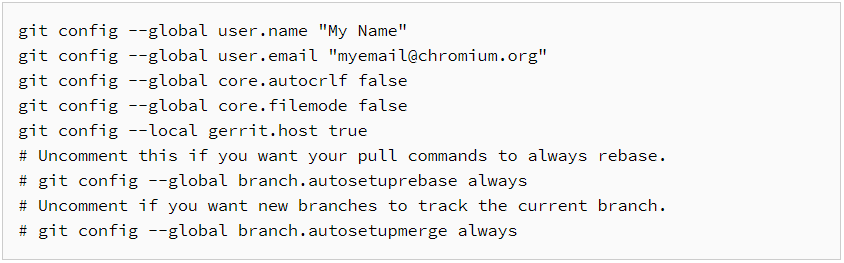 git config --global user.name "My Name"
git config --global user.email "myemail@chromium.org"
git config --global core.autocrlf false
git config --global core.filemode false
git config --local gerrit.host true
# Uncomment this if you want your pull commands to always rebase.
# git config --global branch.autosetuprebase always
# Uncomment if you want new branches to track the current branch.
# git config --global branch.autosetupmerge always